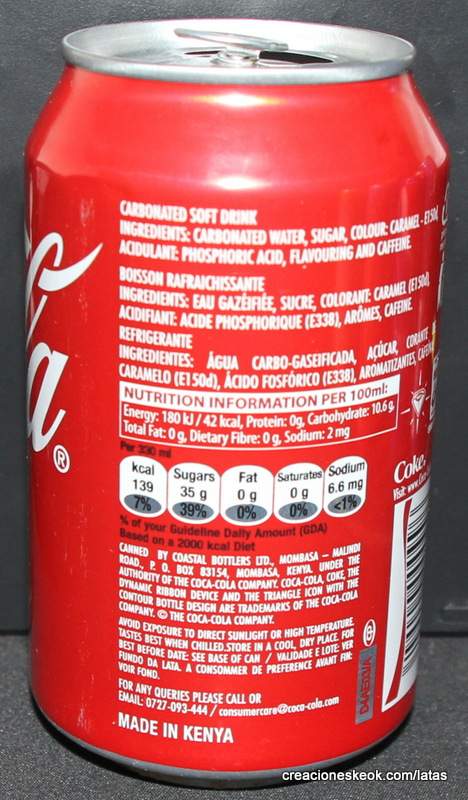 CARBONATED SOFT DRINK
INGREDIENTS: CARBONATED WATER, SUGAR, COLOUR: CARAMEL - E150d,
ACIDULANT: PHOSPHORIC ACID, FLAVOURING AND CAFFEINE.
BOISSON RAFRAICHISSANTE
INGREDIENTS: EAU GAZÉIFIÉE, SUCRE, COLORANT: CARAMEL (E150d),
ACIDIFIANT: ACIDE PHOSPHORIQUE (E338), ARÔMES, CAFEINE.
REFRIGERANTE
INGREDIENTES: ÁGUA CARBO-GASEIFICADA, AÇÚCAR, CORANTE
CARAMELO (E150d), ÁCIDO FOSFÓRICO (E338), AROMATIZANTES,
NUTRITION INFORMATION PER 100ml:
Energy: 180 kJ / 42 kcal, Protein: 0g, Carbohydrate: 10.6 g,
Total Fat: 0 g, Dietary Fibre: 0 g, Sodium: 2 mg
Per 330 ml
kcal Sugars Fat Saturates Sodium
139 35 g 0 g 0 g 6.6 mg
7% 39% 0% 0% <1%
% of your Guideline Daily Amount (GDA)
Based on a 2000 kcal Diet
CANNED BY COASTAL BOTTLERS LTD., MOMBASA – MALINDI
ROAD., P. O. BOX 83154, MOMBASA, KENYA. UNDER THE
AUTHORITY OF THE COCA-COLA COMPANY. COCA-COLA, COKE, THE
DYNAMIC RIBBON DEVICE AND THE TRIANGLE ICON WITH THE
CONTOUR BOTTLE DESIGN ARE TRADEMARKS OF THE COCA-COLA
COMPANY. © THE COCA-COLA COMPANY.
AVOID EXPOSURE TO DIRECT SUNLIGHT OR HIGH TEMPERATURE.
TASTES BEST WHEN CHILLED.STORE IN A COOL, DRY PLACE. FOR
BEST BEFORE DATE: SEE BASE OF CAN / VALIDADE E LOTE: VER
FUNDO DA LATA. A CONSOMMER DE PREFERENCE AVANT FIN:
VOIR FOND.
FOR ANY QUERIES PLEASE CALL OR
EMAIL: 0727-093-444 / consumercare@coca-cola.com
MADE IN KENYA
®
Coke,
Visit: www.
creacioneskeok.com/latas